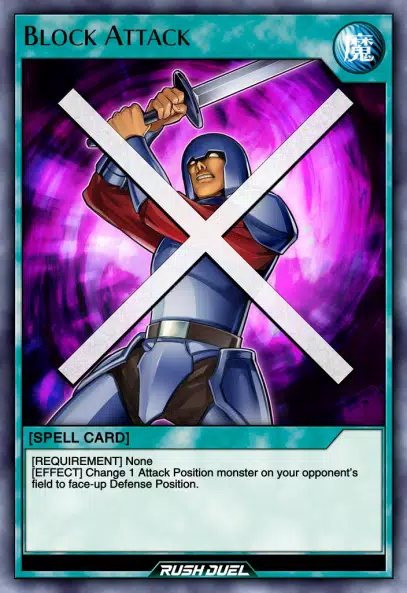 Block Attack
魔
[SPELL CARD]
[REQUIREMENT] None
[EFFECT] Change 1 Attack Position monster on your opponent's
field to face-up Defense Position.
RUSH DUEL